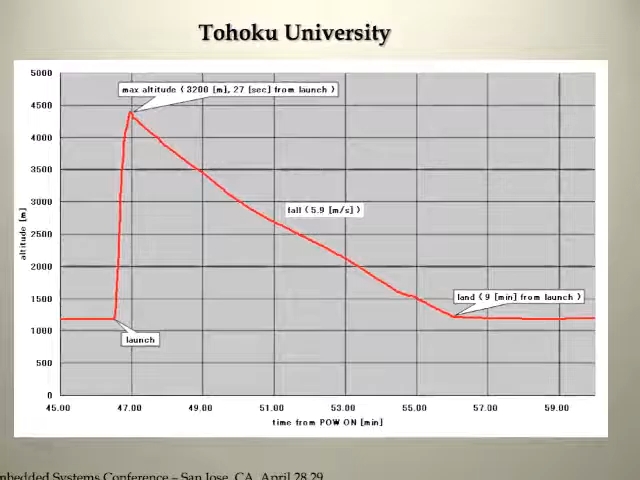 Tohoku University
5000
max altitude ( 3200 [m], 27 [sec] from launch )
4500
4000
3500
3000
fall ( 5.9 [m/s] )
2500
altitude [m]
2000
land ( 9 [min] from launch )
1500
launch
1000
500
0
45.00 47.00 49.00 51.00 53.00 55.00 57.00 59.00
time from POW ON [min]
mbedded Systems Conference – San Jose, CA, April 28,29